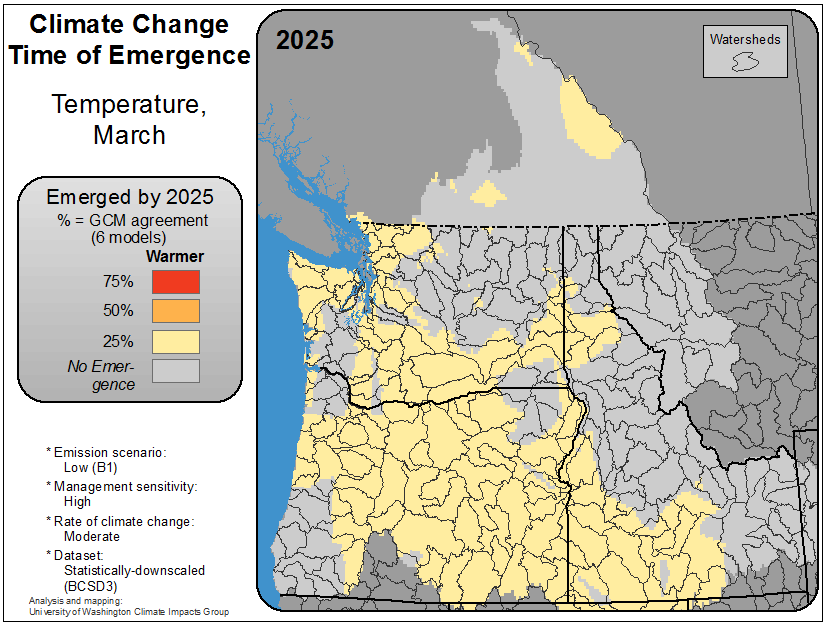 Climate Change
Time of Emergence
Temperature,
March
Emerged by 2025
% = GCM agreement
(6 models)
Warmer
75%
50%
25%
No Emer-
gence
* Emission scenario:
Low (B1)
* Management sensitivity:
High
* Rate of climate change:
Moderate
* Dataset:
Statistically-downscaled
(BCSD3)
Analysis and mapping:
University of Washington Climate Impacts Group
2025
Watersheds